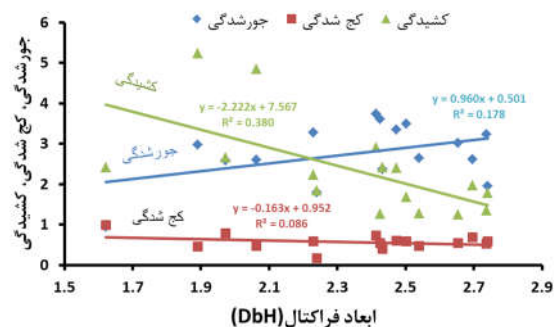 جورشدگی کج شدگی کشیدگی
6
5
4
3
2
1
0
جورشدگی، کج شدگی، کشیدگی
کشیدگی
y = -2.222x + 7.567
R² = 0.380
y = 0.960x + 0.501
R² = 0.178
جورشدگی
کج شدگی
y = -0.163x + 0.952
R² = 0.086
1.5 1.7 1.9 2.1 2.3 2.5 2.7 2.9
ابعاد فراکتال(DbH)